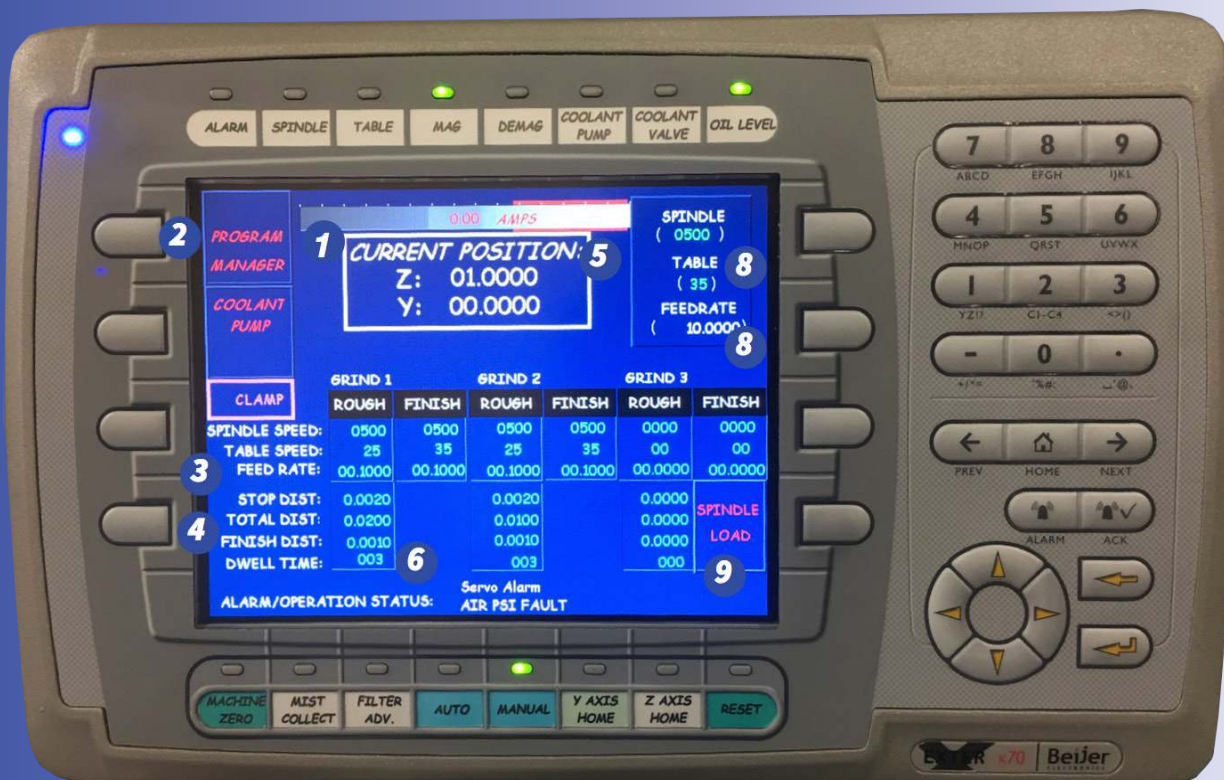 ALARM
SPINDLE
TABLE
MAG
DEMAG
COOLANT
PUMP
COOLANT
VALVE
OIL LEVEL
2
PROGRAM
MANAGER
COOLANT
PUMP
CLAMP
0.00 AMPS
1
CURRENT POSITION:
5
Z: 01.0000
Y: 00.0000
SPINDLE
( 0500 )
TABLE
8
( 35 )
FEEDRATE
( 10.0000)
8
GRIND 1 GRIND 2 GRIND 3
ROUGH FINISH ROUGH FINISH ROUGH FINISH
SPINDLE SPEED: 0500 0500 0500 0500 0000 0000
TABLE SPEED: 25 35 25 35 00 00
3 FEED RATE: 00.1000 00.1000 00.1000 00.1000 00.0000 00.0000
STOP DIST: 0.0020 0.0020 0.0000
4 TOTAL DIST: 0.0200 0.0100 0.0000
FINISH DIST: 0.0010 0.0010 0.0000
DWELL TIME: 003 6 003 000
SPINDLE
LOAD
9
Servo Alarm
ALARM/OPERATION STATUS: AIR PSI FAULT
MACHINE
ZERO
MIST
COLLECT
FILTER
ADV.
AUTO
MANUAL
Y AXIS
HOME
Z AXIS
HOME
RESET
7 8 9
ABCD EFGH IJKL
4 5 6
MNOP QRST UVWX
1 2 3
YZ!? C1-C4 <>()
- 0 .
+/*= °%#: _'@.
PREV HOME NEXT
ALARM ACK
EXTER K70 Beijer
ELECTRONICS